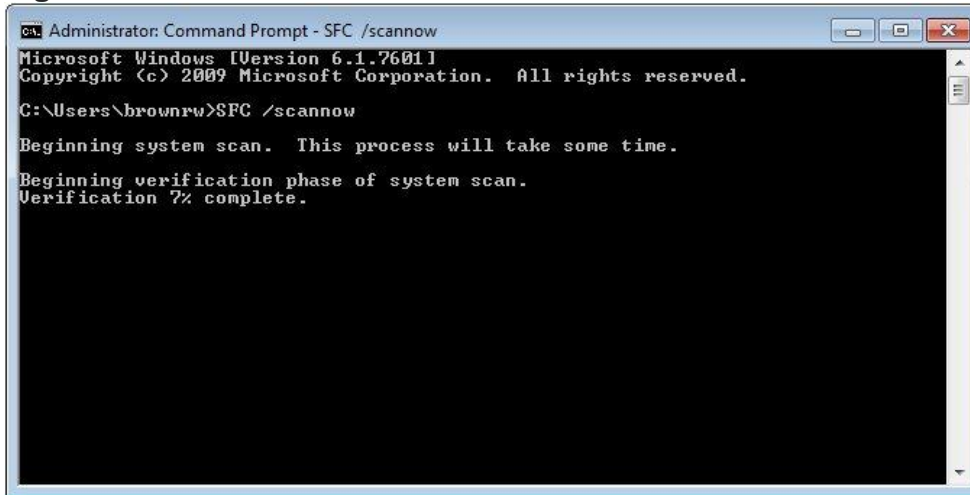 Administrator: Command Prompt - SFC /scannow
Microsoft Windows [Version 6.1.7601]
Copyright (c) 2009 Microsoft Corporation.  All rights reserved.
C:\Users\brownrw>SFC /scannow
Beginning system scan.  This process will take some time.
Beginning verification phase of system scan.
Verification 7% complete.